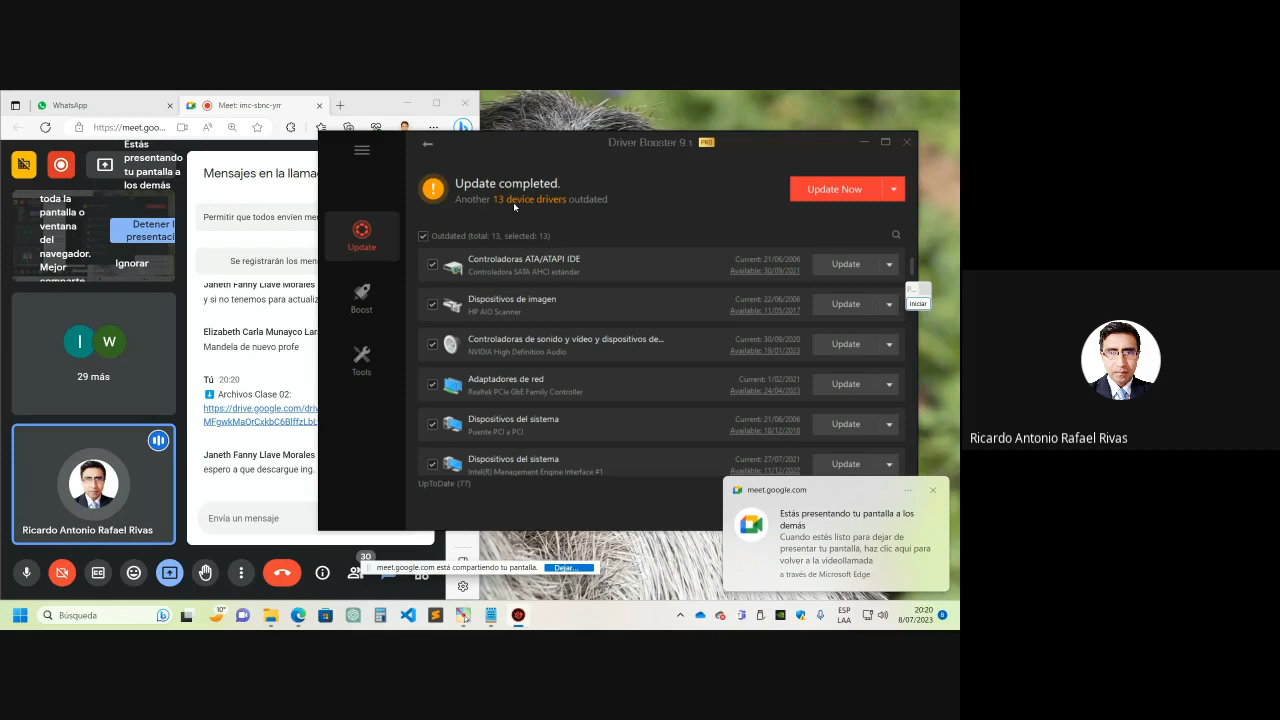 WhatsApp
Meet: imc-sbnc-yrr
https://meet.goo...
Estás
presentando
tu pantalla a
los demás
toda la
pantalla o
ventana
del
navegador.
Mejor
Detener l
presentaci
Ignorar
I
W
29 más
Ricardo Antonio Rafael Rivas
Mensajes en la llama
Permitir que todos envíen men
Se registrarán los mens
Janeth Fanny Llave Morales
y si no tenemos para actualiz
Elizabeth Carla Munayco Lar
Mandela de nuevo profe
Tú 20:20
Archivos Clase 02:
https://drive.google.com/driv
MFgwkMaOrCxkbC6BlffzLbL
Janeth Fanny Llave Morales
espero a que descargue ing.
Envía un mensaje
30
Driver Booster 9.1 PRO
Update completed.
Another 13 device drivers outdated
Update Now
Update
Boost
Tools
Outdated (total: 13, selected: 13)
Controladoras ATA/ATAPI IDE
Controladora SATA AHCI estándar
Current: 21/06/2006
Available: 30/09/2021
Update
Dispositivos de imagen
HP AIO Scanner
Current: 22/06/2006
Available: 11/05/2017
Update
Controladoras de sonido y vídeo y dispositivos de...
NVIDIA High Definition Audio
Current: 30/09/2020
Available: 19/01/2023
Update
Adaptadores de red
Realtek PCIe GbE Family Controller
Current: 1/02/2021
Available: 24/04/2023
Update
Dispositivos del sistema
Puente PCI a PCI
Current: 21/06/2006
Available: 18/12/2018
Update
Dispositivos del sistema
Intel(R) Management Engine Interface #1
Current: 27/07/2021
Available: 11/12/2022
Update
UpToDate (77)
P...
Iniciar
meet.google.com
Estás presentando tu pantalla a los
demás
Cuando estés listo para dejar de
presentar tu pantalla, haz clic aquí para
volver a la videollamada
a través de Microsoft Edge
meet.google.com está compartiendo tu pantalla.
Dejar...
Búsqueda
10°
ESP
LAA
20:20
8/07/2023
8
Ricardo Antonio Rafael Rivas